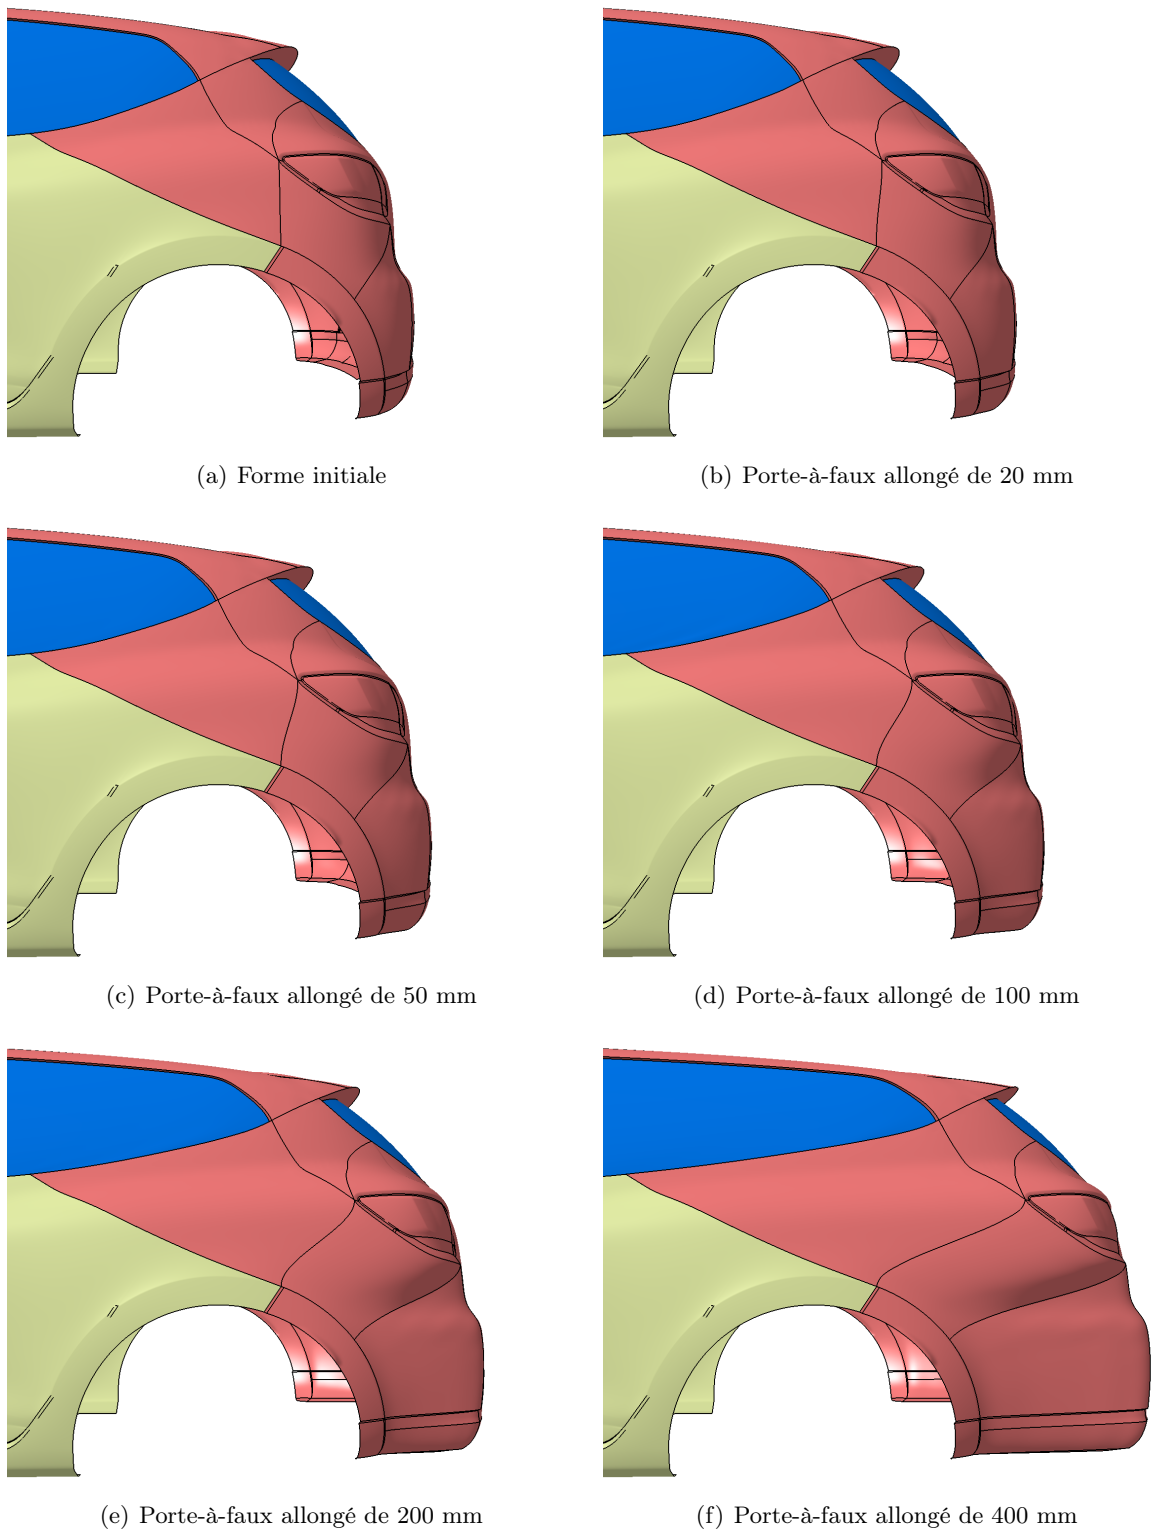 (a) Forme initiale
(b) Porte-à-faux allongé de 20 mm
(c) Porte-à-faux allongé de 50 mm
(d) Porte-à-faux allongé de 100 mm
(e) Porte-à-faux allongé de 200 mm
(f) Porte-à-faux allongé de 400 mm